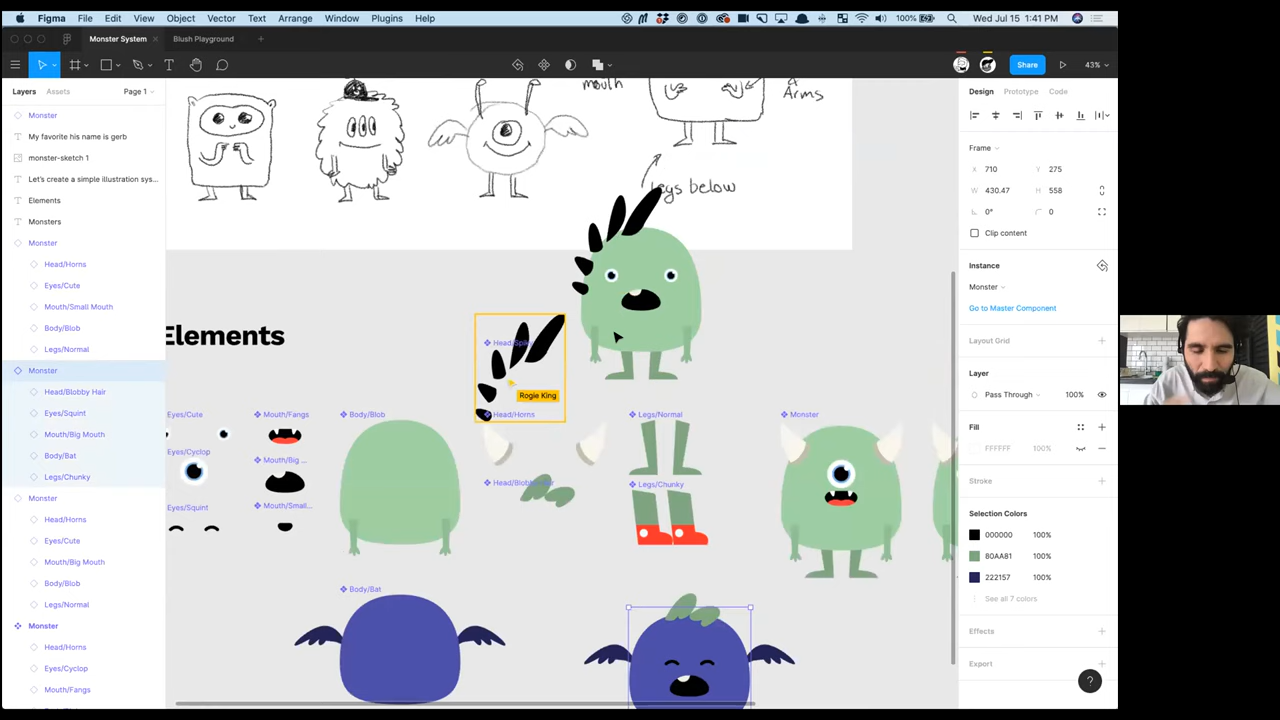 Figma File Edit View Object Vector Text Arrange Window Plugins Help
100% Wed Jul 15 1:41 PM
Monster System Blush Playground
Share 43%
Layers Assets Page 1
Monster
My favorite his name is gerb
monster-sketch 1
Let's create a simple illustration sys...
Elements
Monsters
Monster
Head/Horns
Eyes/Cute
Mouth/Small Mouth
Body/Blob
Legs/Normal
Monster
Head/Blobby Hair
Eyes/Squint
Mouth/Big Mouth
Body/Bat
Legs/Chunky
Monster
Head/Horns
Eyes/Cute
Mouth/Big Mouth
Body/Blob
Legs/Normal
Monster
Head/Horns
Eyes/Cyclop
Mouth/Fangs
mouth
Arms
Legs below
Elements
Rogie King
Eyes/Cute
Mouth/Fangs
Body/Blob
Head/Horns
Legs/Normal
Monster
Eyes/Cyclop
Mouth/Big ...
Legs/Chunky
Eyes/Squint
Mouth/Small...
Body/Bat
Design Prototype Code
Frame
X 710 Y 275
W 430.47 H 558
0° 0
Clip content
Instance
Monster
Go to Master Component
Layout Grid
Layer
Pass Through 100%
Fill
FFFFFF 100%
Stroke
Selection Colors
000000 100%
80AA81 100%
222157 100%
See all 7 colors
Effects
Export
?